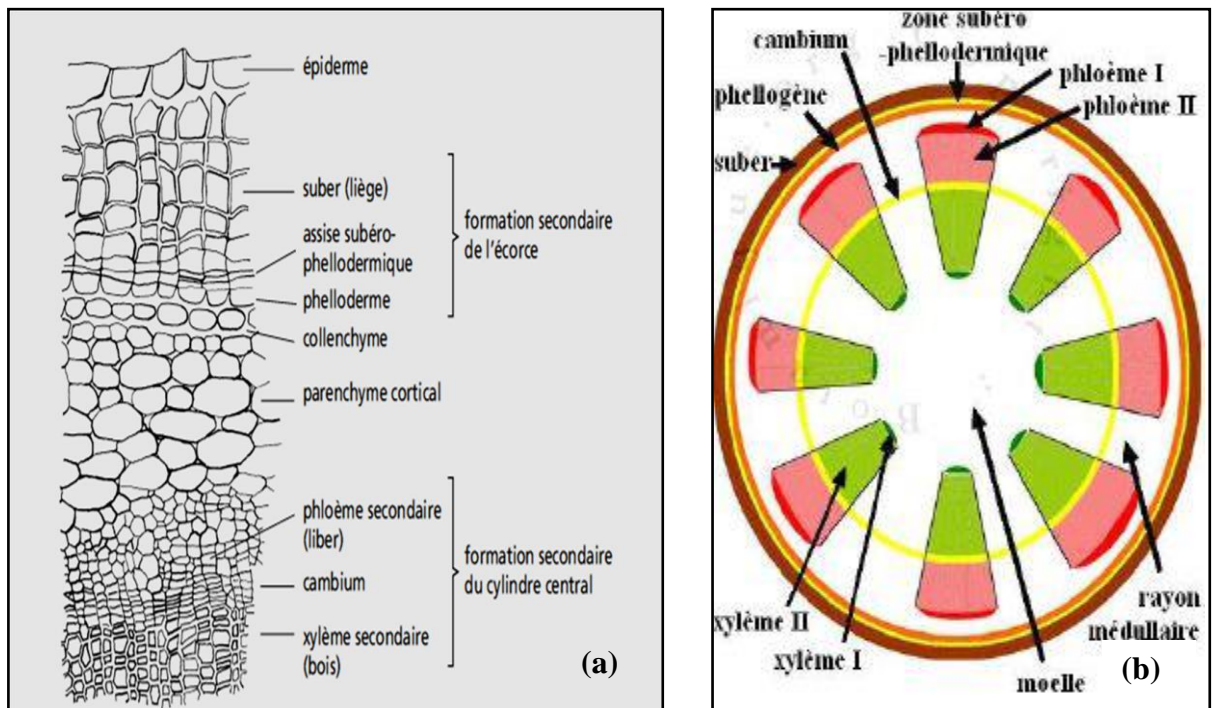 épiderme
suber (liège)
assise subéro-
phellodermique
phelloderme
collenchyme
parenchyme cortical
phloème secondaire
(liber)
cambium
xylème secondaire
(bois)
formation secondaire
de l'écorce
formation secondaire
du cylindre central
(a)
zone subéro
-phellodermique
cambium
phloème I
phloème II
phellogène
suber
xylème II
xylème I
moelle
rayon
médullaire
(b)